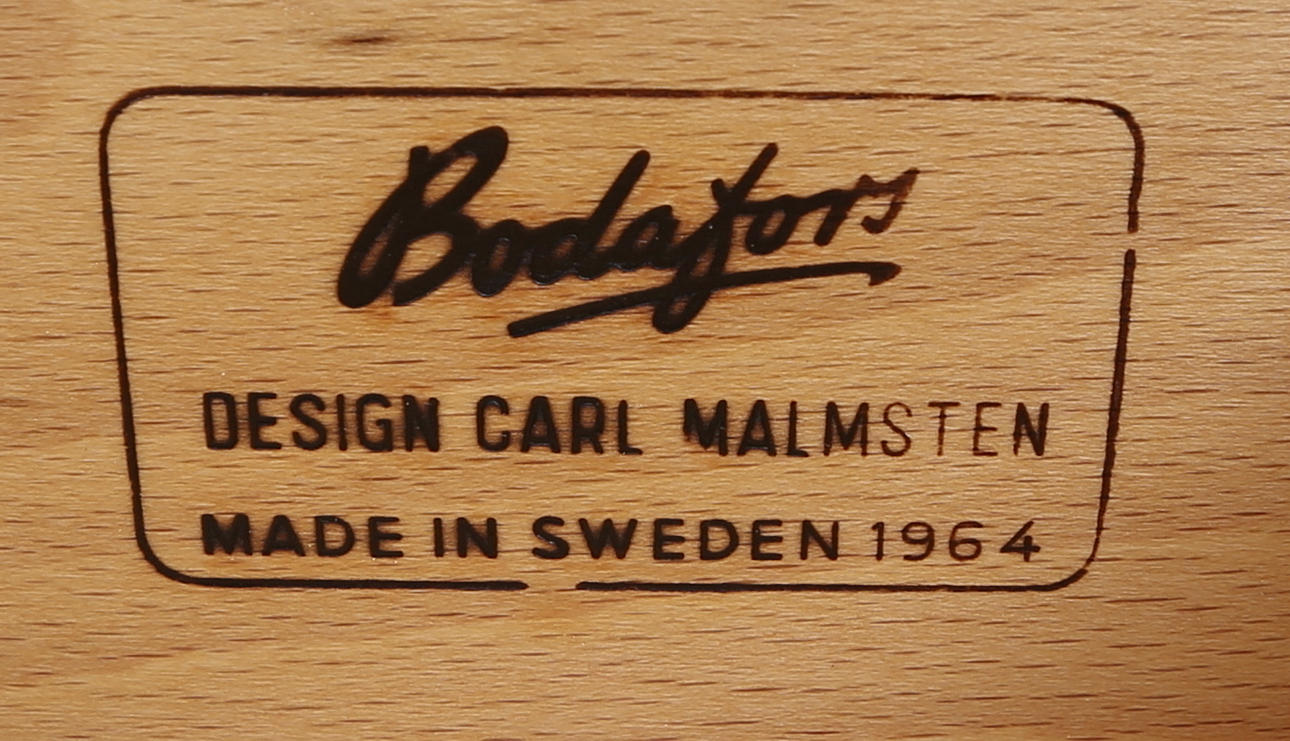 Bodafors
DESIGN CARL MALMSTEN
MADE IN SWEDEN 1964